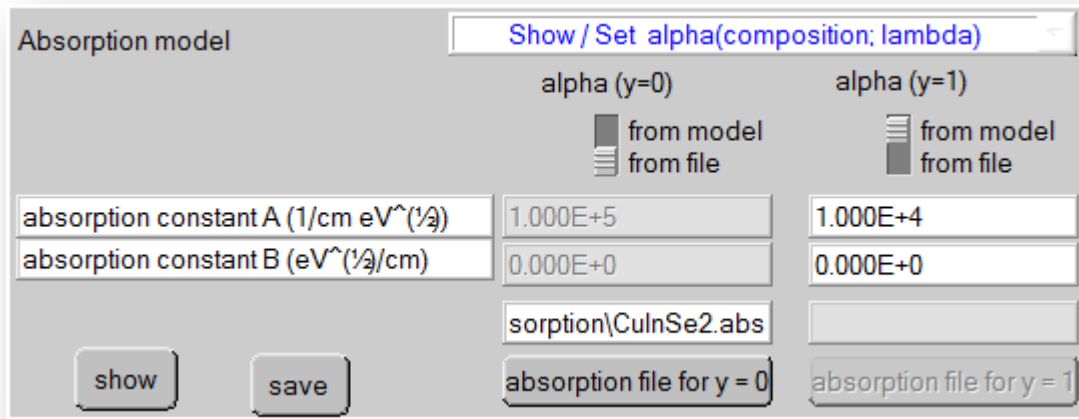 Absorption model
Show / Set alpha(composition; lambda)
alpha (y=0)
alpha (y=1)
from model
from file
from model
from file
absorption constant A (1/cm eV^(½))
1.000E+5
1.000E+4
absorption constant B (eV^(½)/cm)
0.000E+0
0.000E+0
sorption\CuInSe2.abs
show
save
absorption file for y = 0
absorption file for y = 1